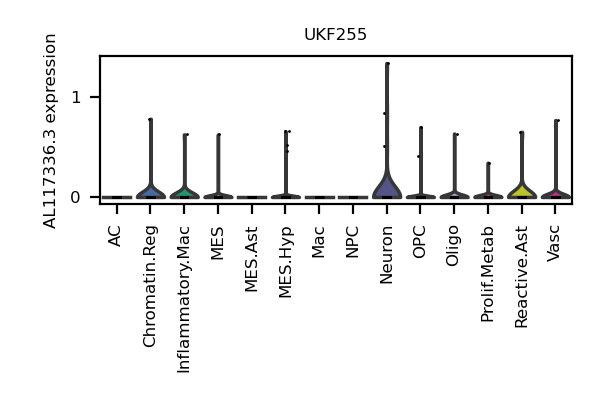 UKF255
AL117336.3 expression
1
0
AC
Chromatin.Reg
Inflammatory.Mac
MES
MES.Ast
MES.Hyp
Mac
NPC
Neuron
OPC
Oligo
Prolif.Metab
Reactive.Ast
Vasc